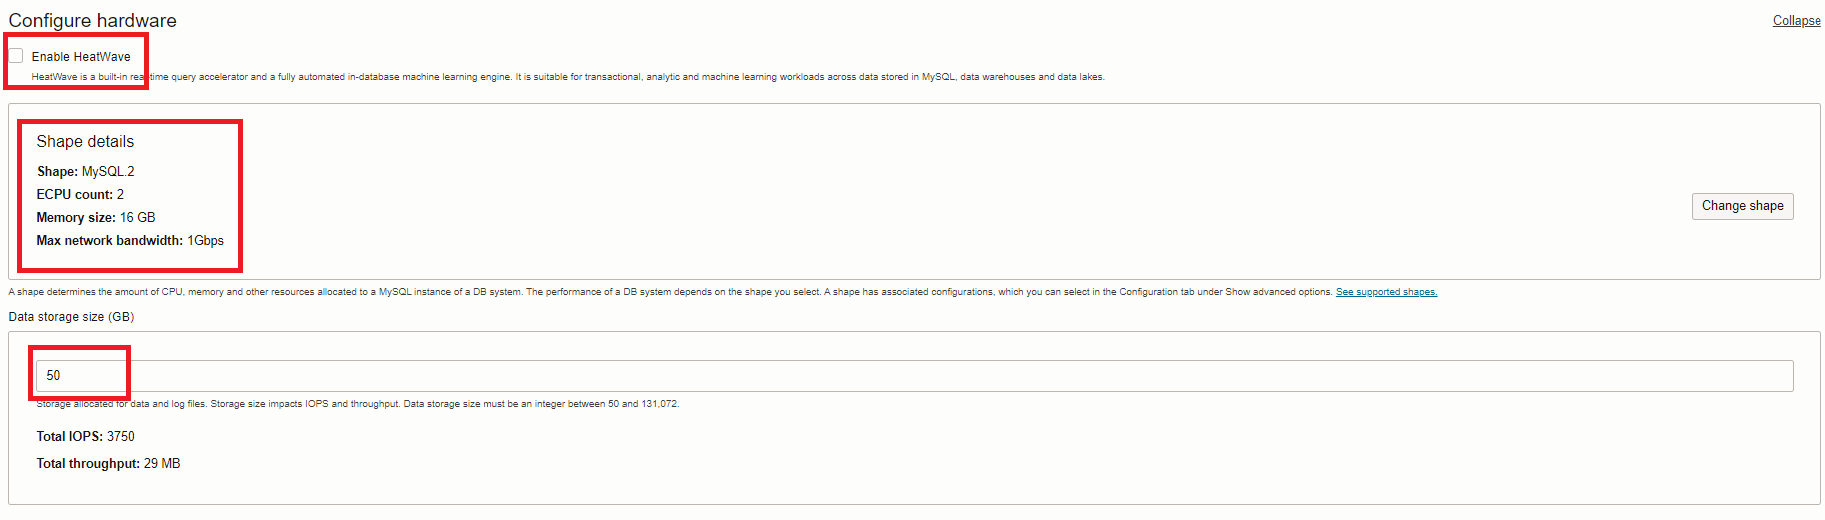 Configure hardware
Collapse
Enable HeatWave
HeatWave is a built-in real-time query accelerator and a fully automated in-database machine learning engine. It is suitable for transactional, analytic and machine learning workloads across data stored in MySQL, data warehouses and data lakes.
Shape details
Shape: MySQL.2
ECPU count: 2
Memory size: 16 GB
Max network bandwidth: 1Gbps
Change shape
A shape determines the amount of CPU, memory and other resources allocated to a MySQL instance of a DB system. The performance of a DB system depends on the shape you select. A shape has associated configurations, which you can select in the Configuration tab under Show advanced options. See supported shapes.
Data storage size (GB)
50
Storage allocated for data and log files. Storage size impacts IOPS and throughput. Data storage size must be an integer between 50 and 131,072.
Total IOPS: 3750
Total throughput: 29 MB